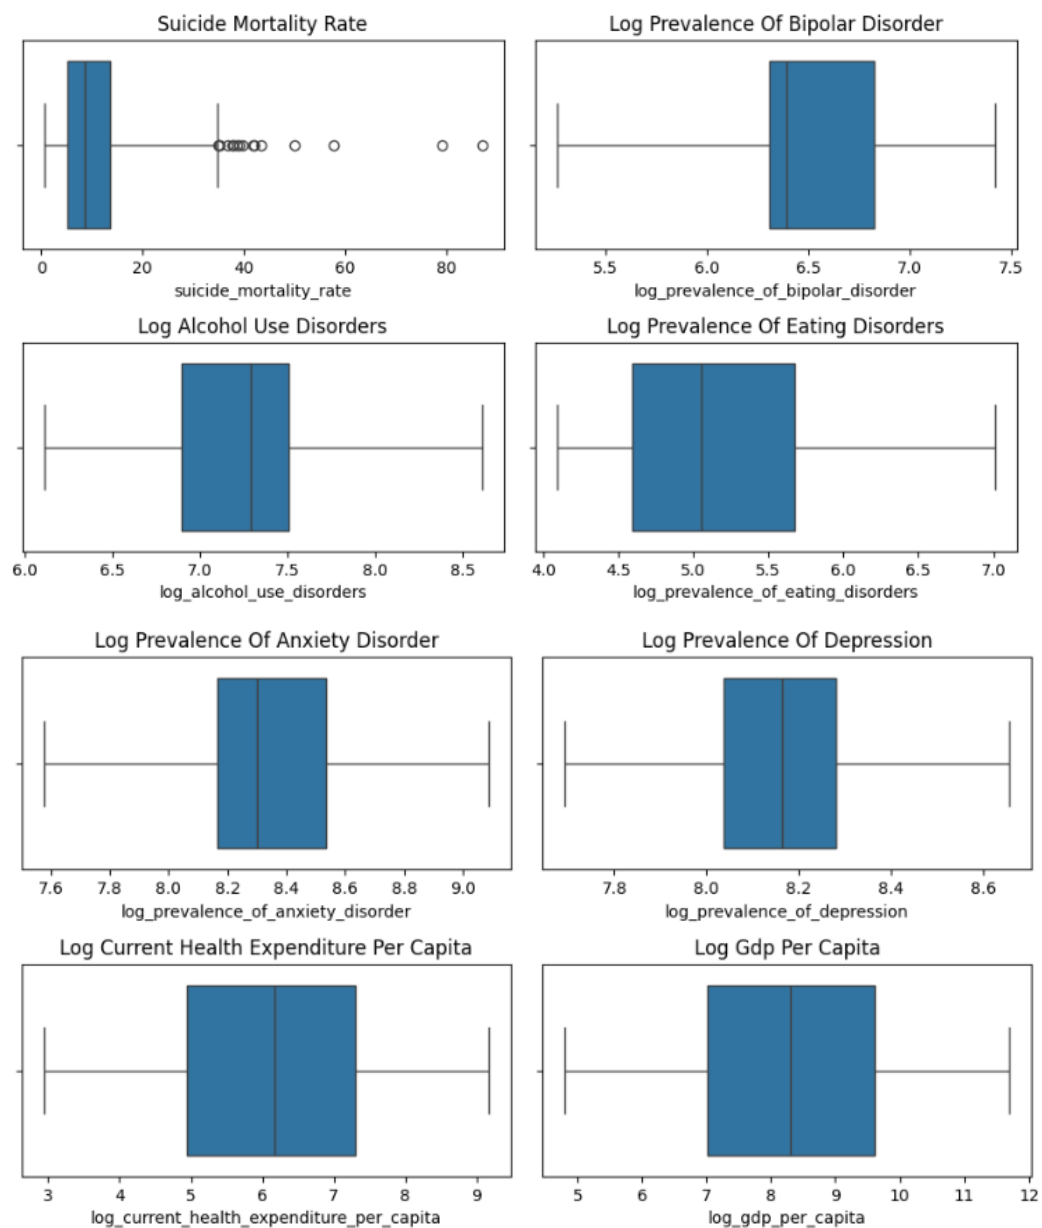 Suicide Mortality Rate
0 20 40 60 80
suicide_mortality_rate
Log Prevalence Of Bipolar Disorder
5.5 6.0 6.5 7.0 7.5
log_prevalence_of_bipolar_disorder
Log Alcohol Use Disorders
6.0 6.5 7.0 7.5 8.0 8.5
log_alcohol_use_disorders
Log Prevalence Of Eating Disorders
4.0 4.5 5.0 5.5 6.0 6.5 7.0
log_prevalence_of_eating_disorders
Log Prevalence Of Anxiety Disorder
7.6 7.8 8.0 8.2 8.4 8.6 8.8 9.0
log_prevalence_of_anxiety_disorder
Log Prevalence Of Depression
7.8 8.0 8.2 8.4 8.6
log_prevalence_of_depression
Log Current Health Expenditure Per Capita
3 4 5 6 7 8 9
log_current_health_expenditure_per_capita
Log Gdp Per Capita
5 6 7 8 9 10 11 12
log_gdp_per_capita